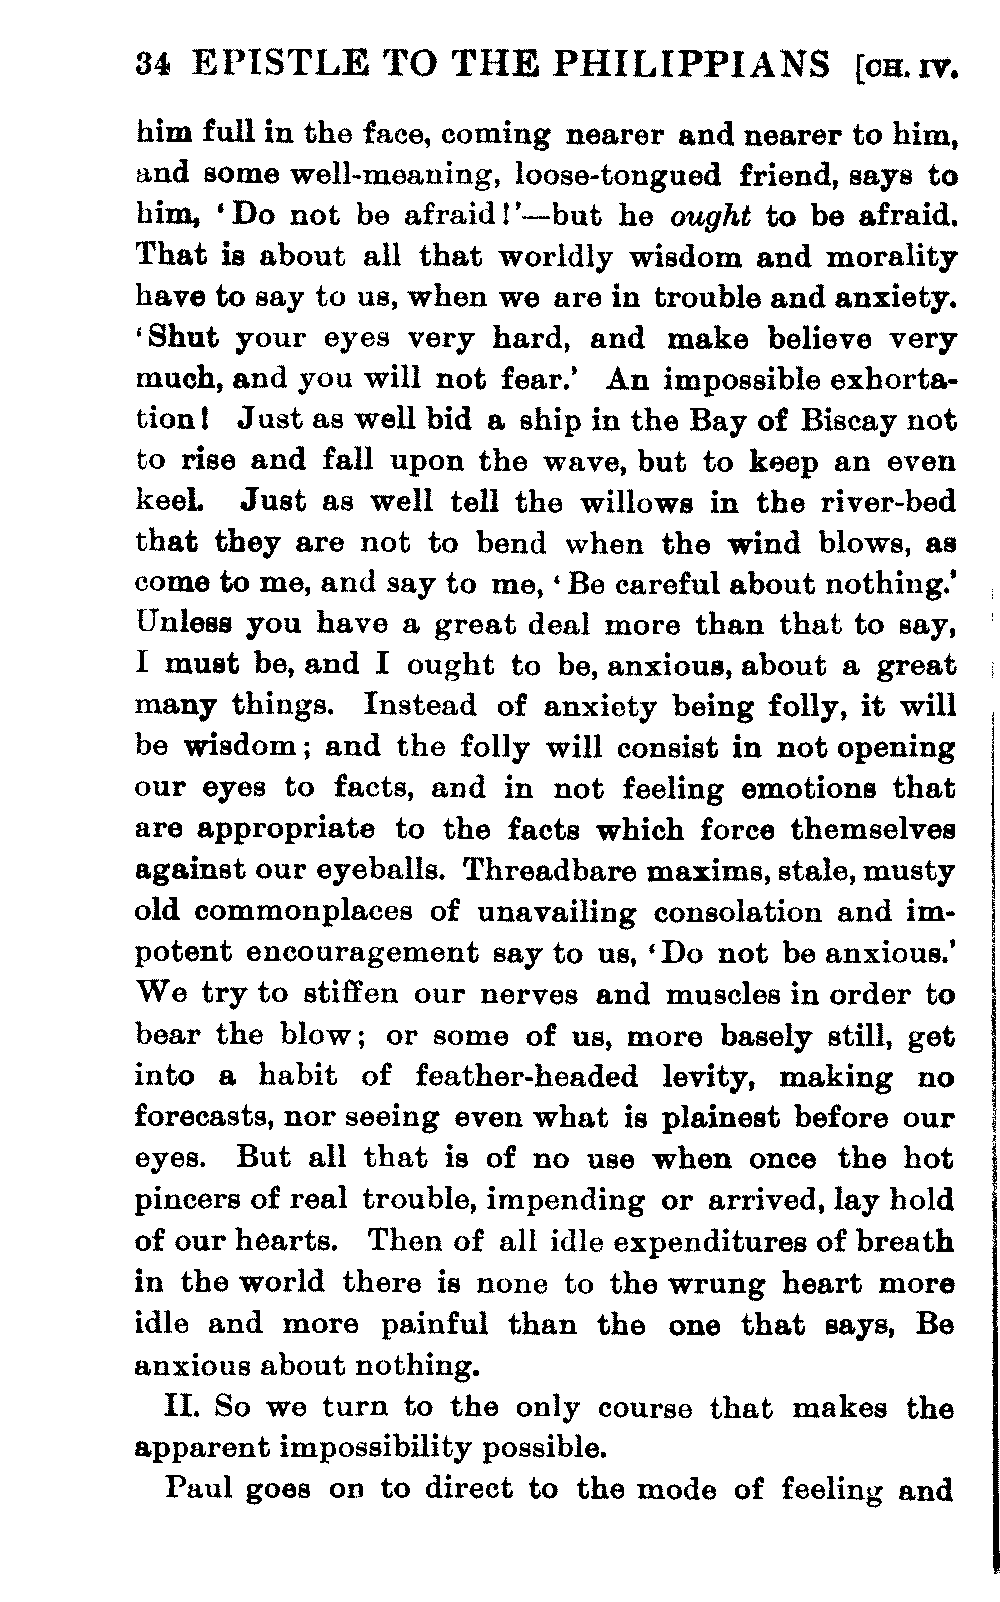 34 EPISTLE TO THE PHILIPPIANS [CH. IV.
him full in the face, coming nearer and nearer to him,
and some well-meaning, loose-tongued friend, says to
him, ‘Do not be afraid!’—but he ought to be afraid.
That is about all that worldly wisdom and morality
have to say to us, when we are in trouble and anxiety.
‘Shut your eyes very hard, and make believe very
much, and you will not fear.’ An impossible exhorta-
tion! Just as well bid a ship in the Bay of Biscay not
to rise and fall upon the wave, but to keep an even
keel. Just as well tell the willows in the river-bed
that they are not to bend when the wind blows, as
come to me, and say to me, ‘Be careful about nothing.’
Unless you have a great deal more than that to say,
I must be, and I ought to be, anxious, about a great
many things. Instead of anxiety being folly, it will
be wisdom; and the folly will consist in not opening
our eyes to facts, and in not feeling emotions that
are appropriate to the facts which force themselves
against our eyeballs. Threadbare maxims, stale, musty
old commonplaces of unavailing consolation and im-
potent encouragement say to us, ‘Do not be anxious.’
We try to stiffen our nerves and muscles in order to
bear the blow; or some of us, more basely still, get
into a habit of feather-headed levity, making no
forecasts, nor seeing even what is plainest before our
eyes. But all that is of no use when once the hot
pincers of real trouble, impending or arrived, lay hold
of our hearts. Then of all idle expenditures of breath
in the world there is none to the wrung heart more
idle and more painful than the one that says, Be
anxious about nothing.
II. So we turn to the only course that makes the
apparent impossibility possible.
Paul goes on to direct to the mode of feeling and